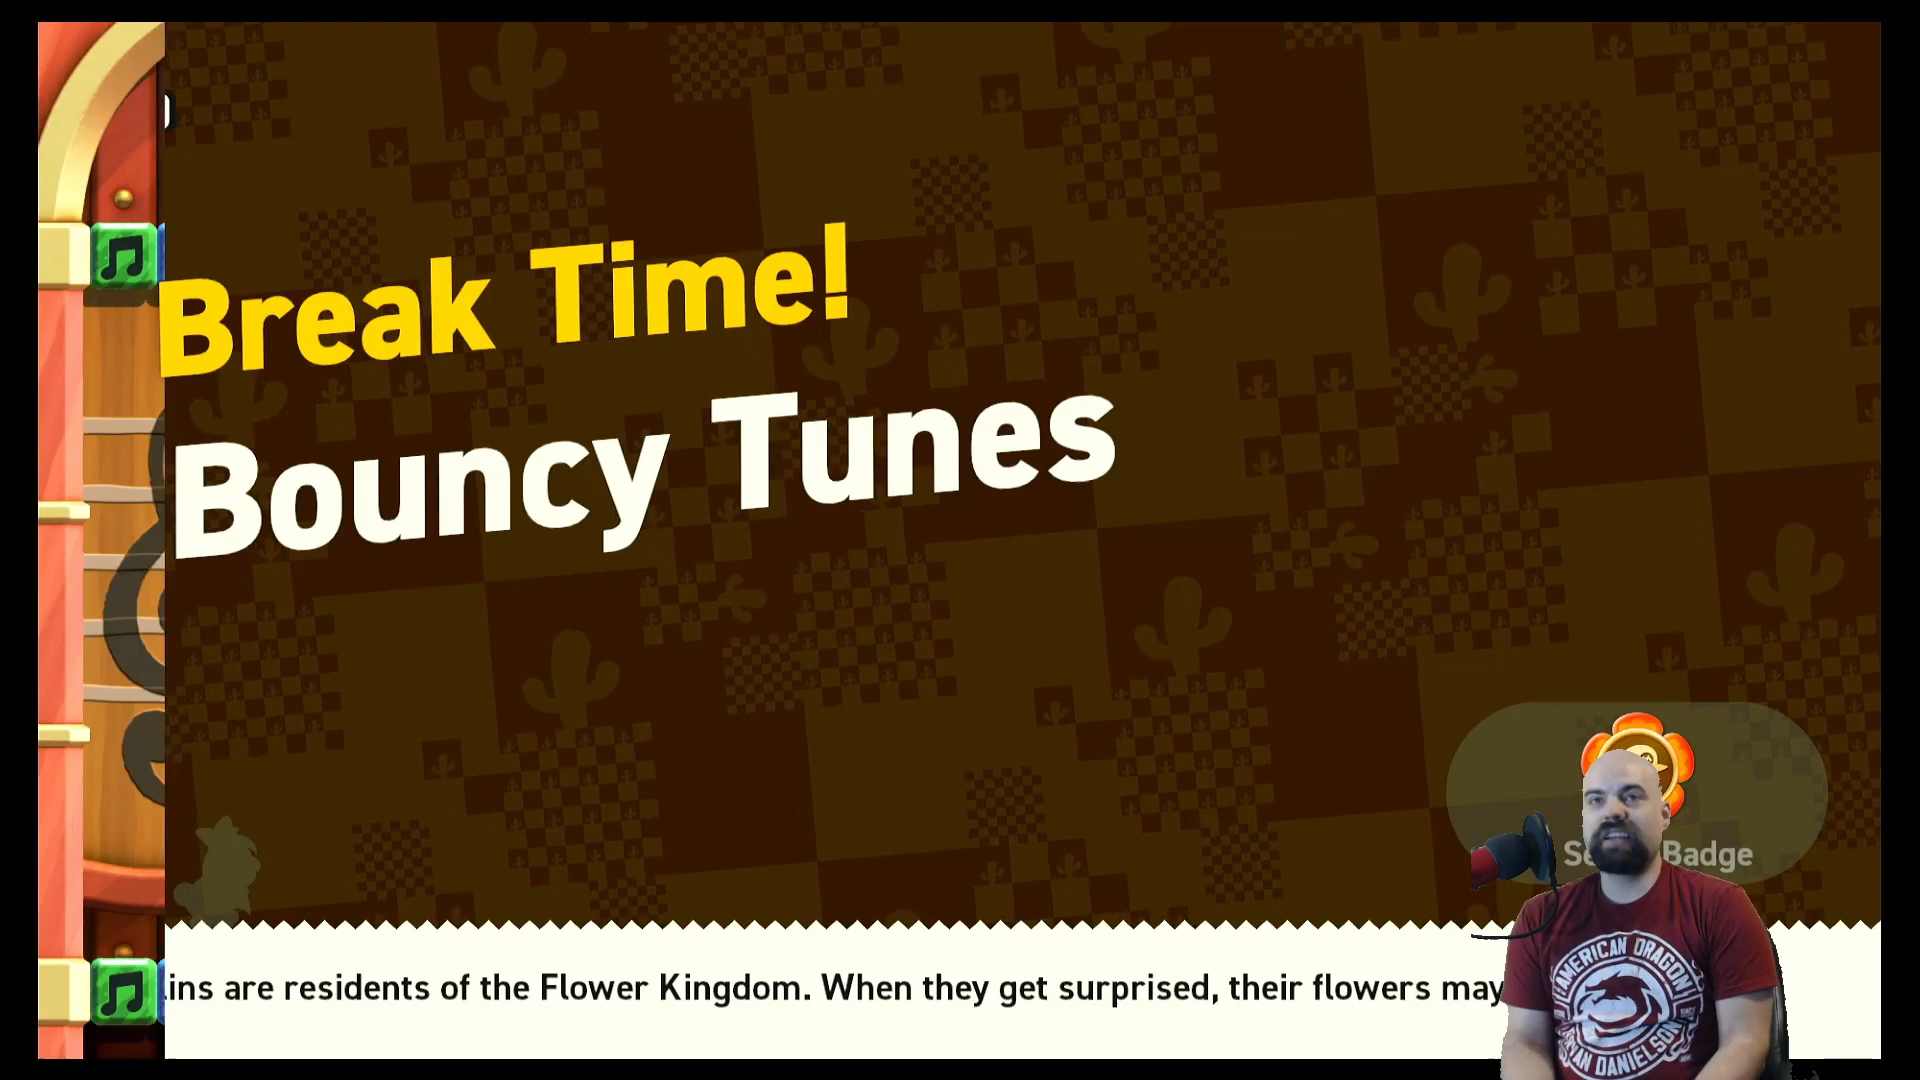 Break Time!
Bouncy Tunes
Badge
are residents of the Flower Kingdom. When they get surprised, their flowers may
AMERICAN DRAGON
DANIELSON